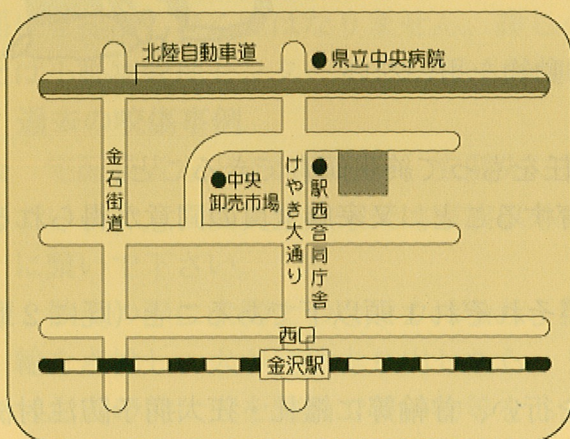 北陸自動車道
県立中央病院
金石街道
中央
卸売市場
けやき大通り
駅西合同庁舎
西口
金沢駅